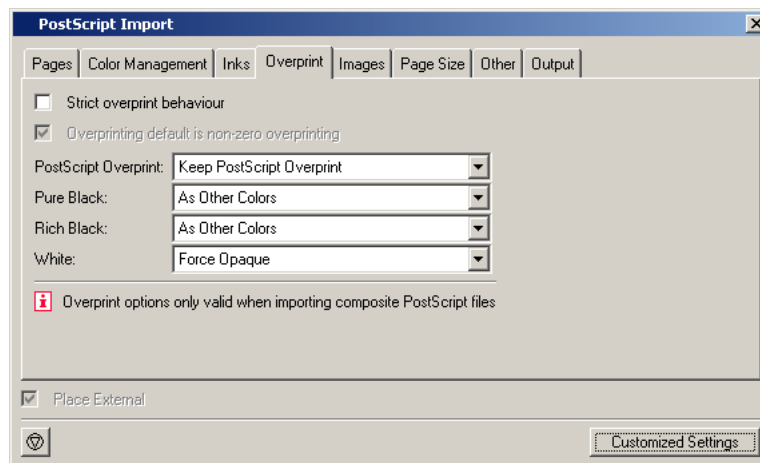 PostScript Import
Pages Color Management Inks Overprint Images Page Size Other Output
Strict overprint behaviour
Overprinting default is non-zero overprinting
PostScript Overprint: Keep PostScript Overprint
Pure Black: As Other Colors
Rich Black: As Other Colors
White: Force Opaque
Overprint options only valid when importing composite PostScript files
Place External
Customized Settings